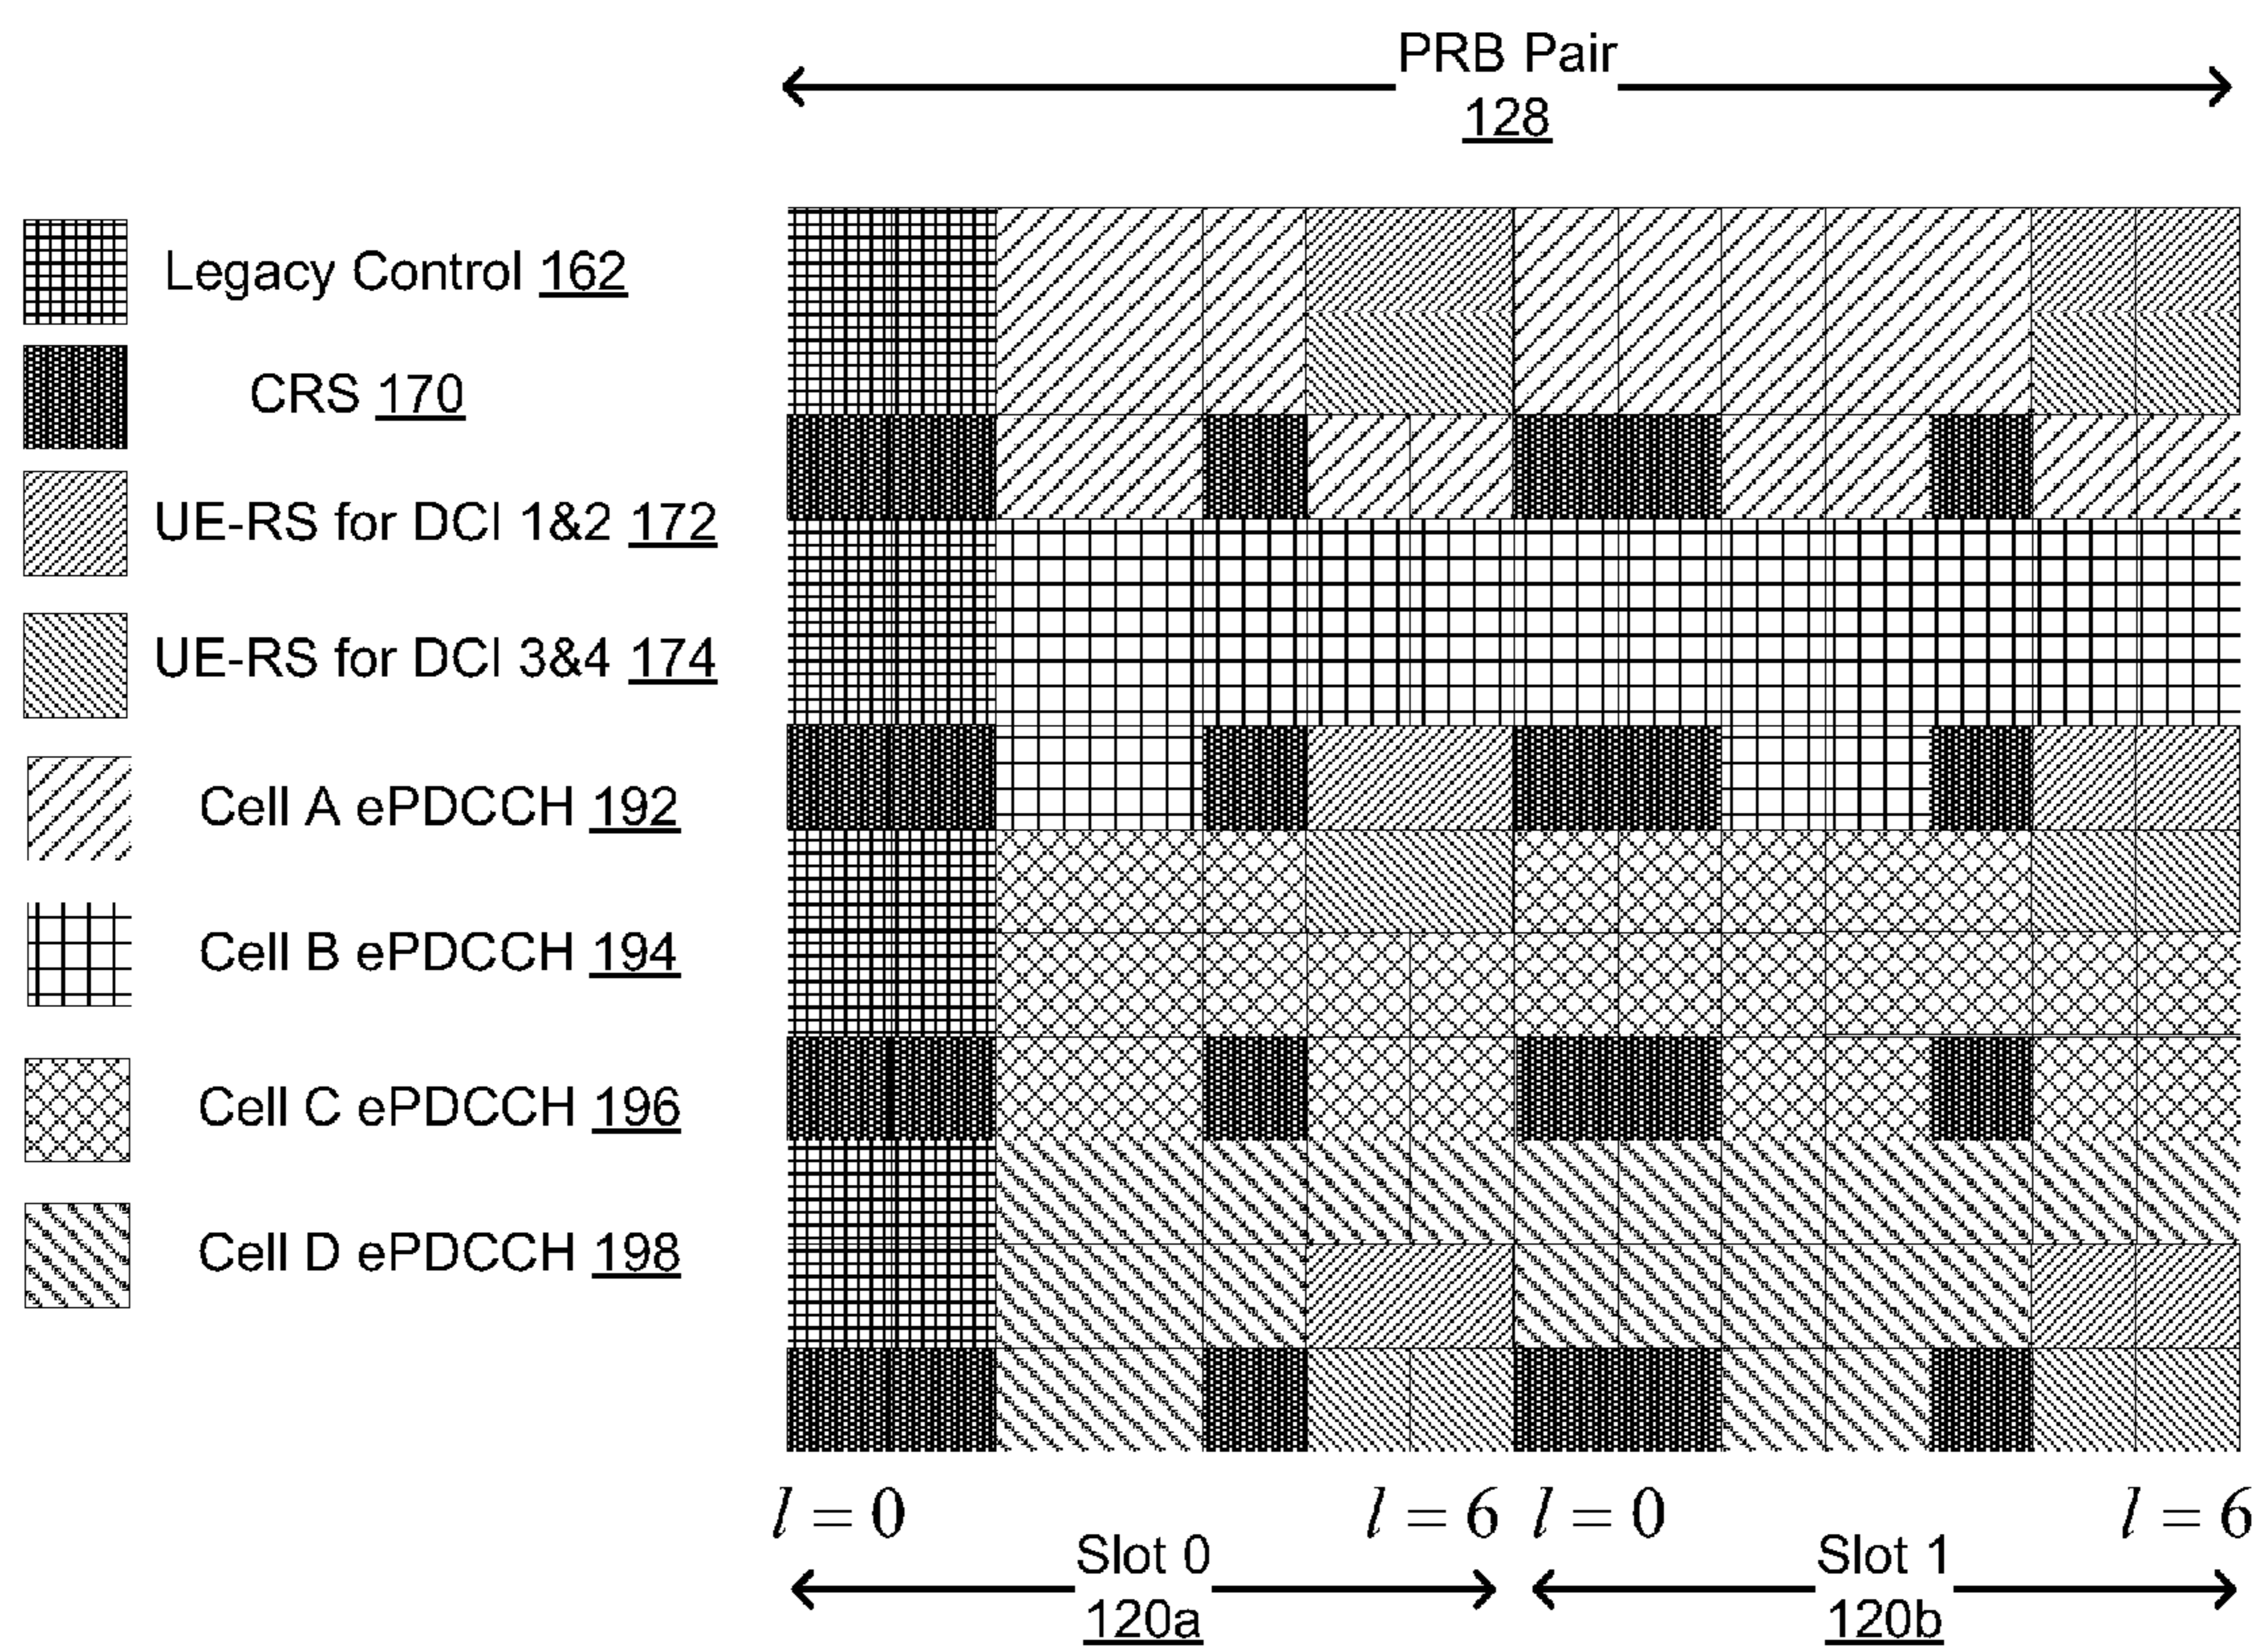 PRB Pair
128
Legacy Control 162
CRS 170
UE-RS for DCI 1&2 172
UE-RS for DCI 3&4 174
Cell A ePDCCH 192
Cell B ePDCCH 194
Cell C ePDCCH 196
Cell D ePDCCH 198
l = 0 l = 6 l = 0 l = 6
Slot 0 Slot 1
120a 120b